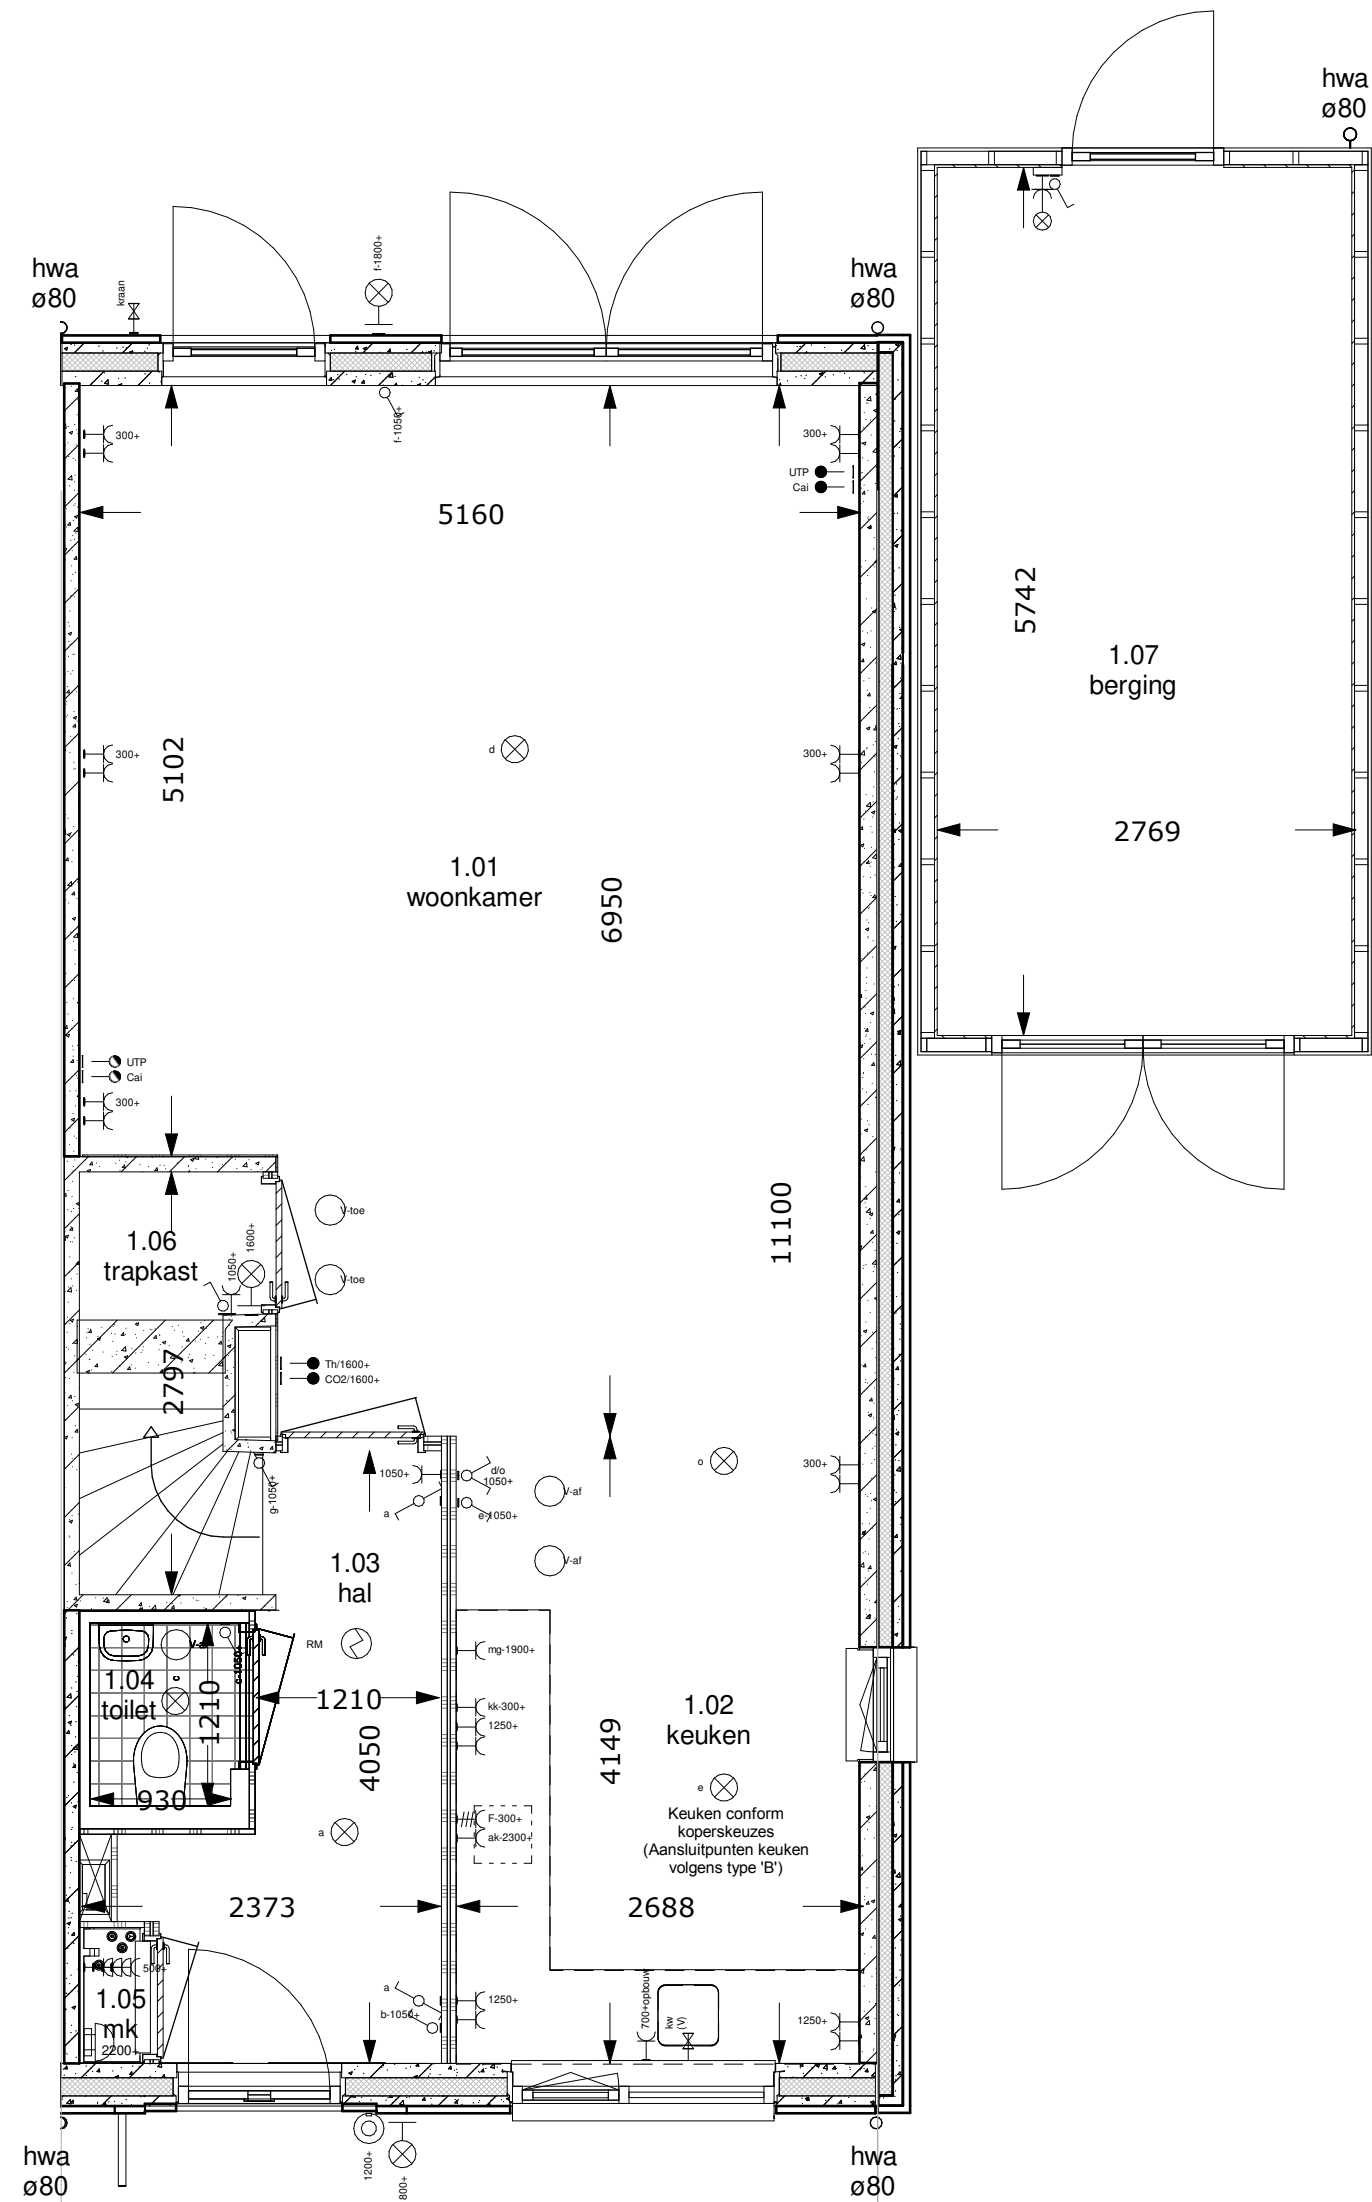 hwa
ø80
hwa
ø80
kraan
f-1800+
hwa
ø80
f-1050+
300+
300+
UTP
Cai
5160
5742
1.07
berging
5102
300+
d
300+
2769
1.01
woonkamer
6950
UTP
Cai
300+
11100
1.06
trapkast
1050+
1600+
V-toe
V-toe
2797
Th/1600+
CO2/1600+
g-1050+
1050+
d/o
1050+
a
e-1050+
V-af
V-af
o
300+
1.03
hal
RM
V-af
c-1050+
c
1.04
toilet
1210
930
1210
4050
mg-1900+
kk-300+
1250+
1.02
keuken
4149
e
Keuken conform
koperskeuzes
(Aansluitpunten keuken
volgens type 'B')
F-300+
ak-2300+
a
2373
2688
500+
1.05
mk
2200+
a
b-1050+
1250+
700+opbouw
kw
(V)
1250+
hwa
ø80
1200+
800+
hwa
ø80